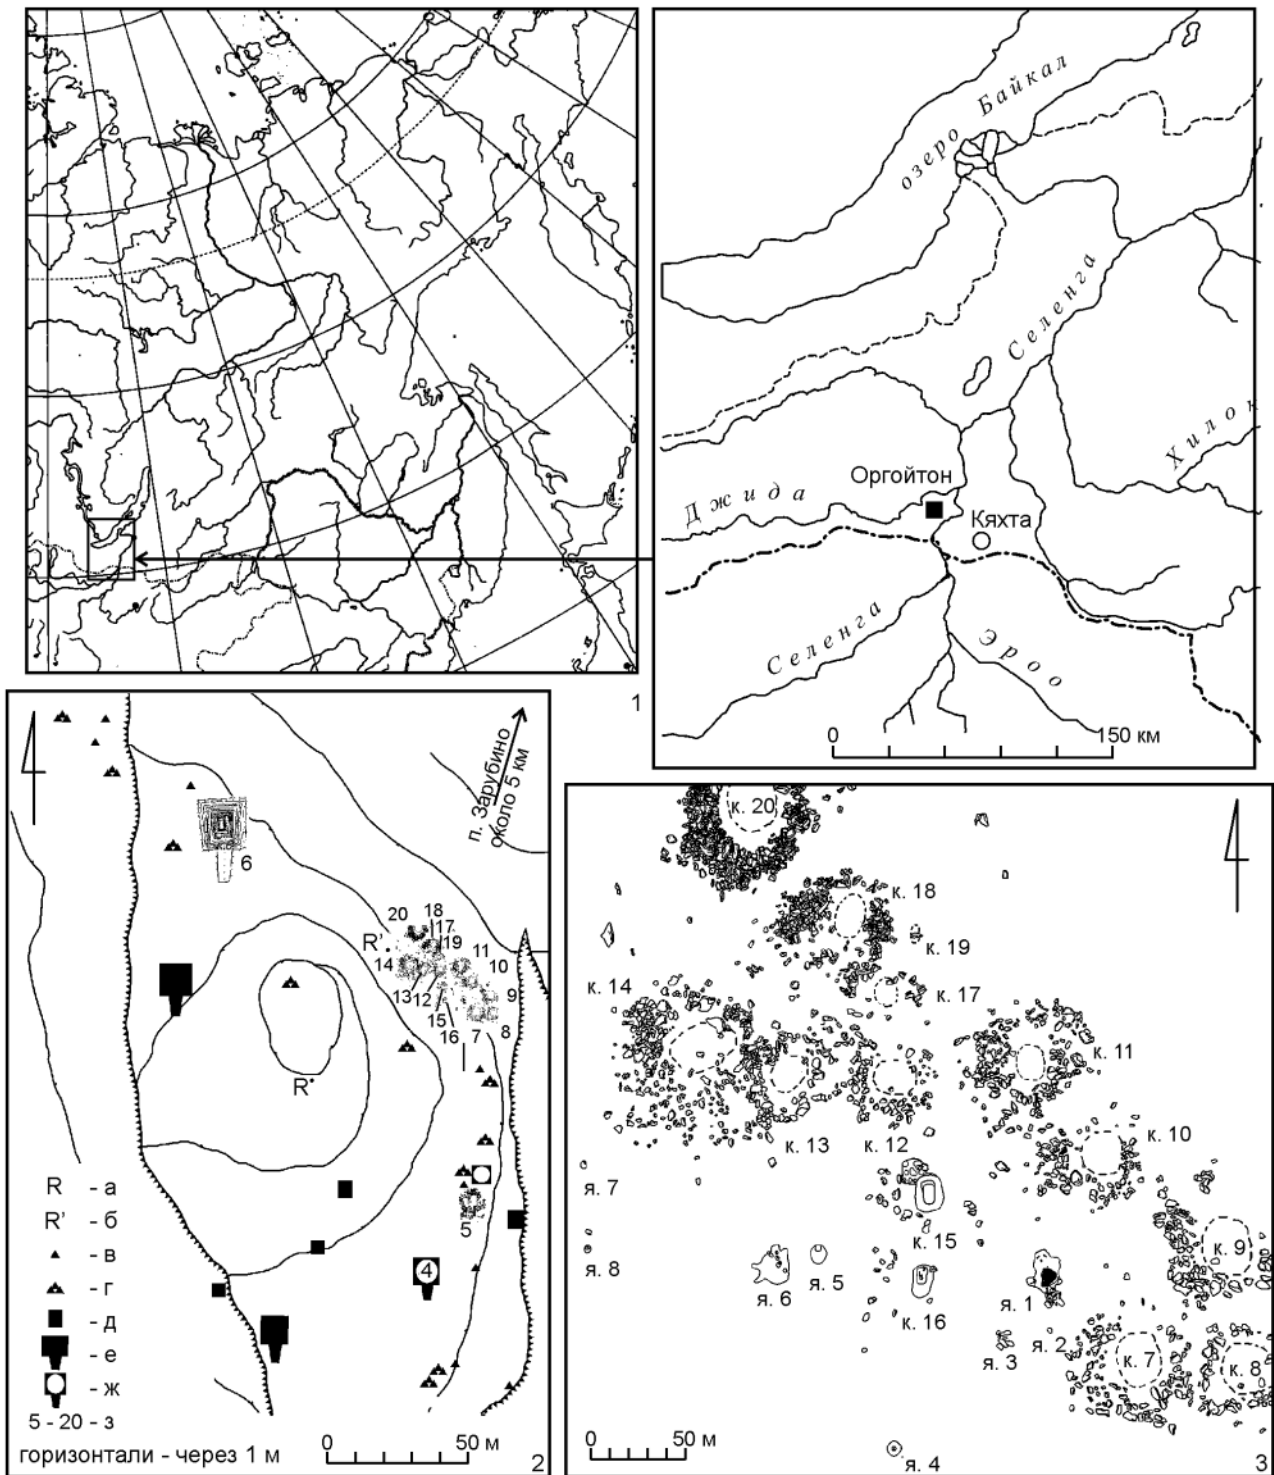 1
озеро Байкал
Селенга
Хилок
Джида
Оргойтон
Кяхта
Селенга
Эроо
0 150 км
п. Зарубино
около 5 км
6
R'
20
18
17
19
11
14
10
13
12
9
15
8
16
7
R
5
4
R - а
R' - б
- в
- г
- д
- е
- ж
5 - 20 - з
горизонтали - через 1 м
0 50 м
2
к. 20
к. 18
к. 19
к. 14
к. 17
к. 11
к. 13
к. 12
к. 10
я. 7
к. 15
к. 9
я. 8
я. 6
я. 5
к. 16
я. 1
я. 3
я. 2
к. 7
к. 8
0 50 м
я. 4
3